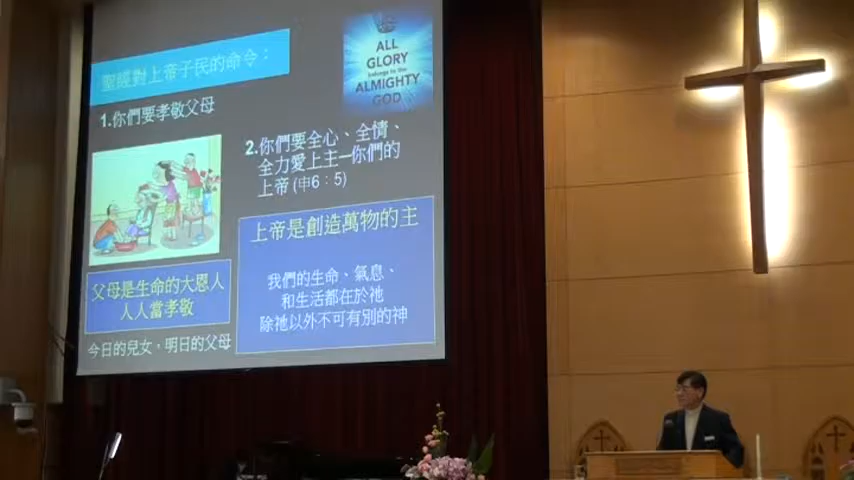 聖經對上帝子民的命令：
ALL
GLORY
belongs to the
ALMIGHTY
GOD
1.你們要孝敬父母
2.你們要全心、全情、
全力愛上主─你們的
上帝(申6：5)
父母是生命的大恩人
人人當孝敬
今日的兒女，明日的父母
上帝是創造萬物的主
我們的生命、氣息、
和生活都在於祂
除祂以外不可有別的神